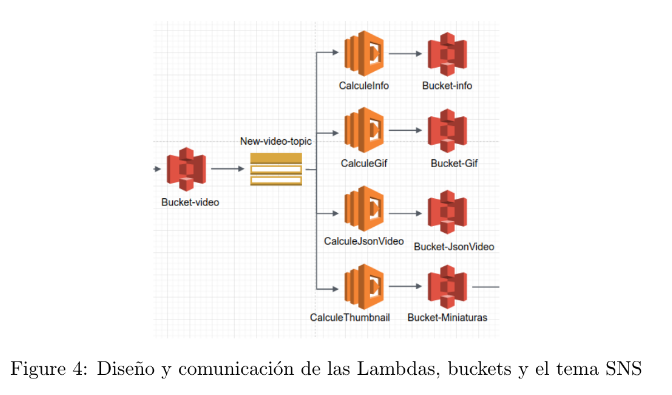 CalculeInfo
Bucket-info
New-video-topic
CalculeGif
Bucket-Gif
Bucket-video
CalculeJsonVideo
Bucket-JsonVideo
CalculeThumbnail
Bucket-Miniaturas
Figure 4: Diseño y comunicación de las Lambdas, buckets y el tema SNS